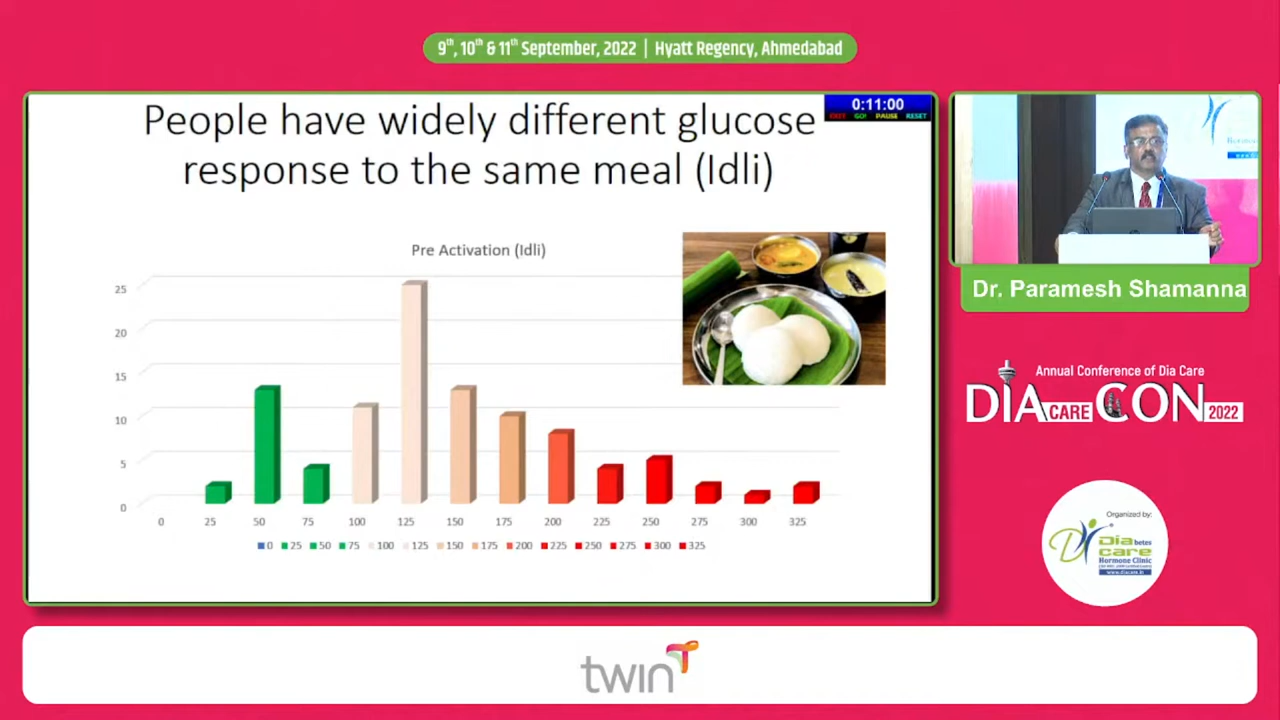 9th, 10th & 11th September, 2022 | Hyatt Regency, Ahmedabad
People have widely different glucose
response to the same meal (Idli)
0:11:00
GO! PAUSE RESET
Pre Activation (Idli)
25
20
15
10
5
0
0 25 50 75 100 125 150 175 200 225 250 275 300 325
0 25 50 75 100 125 150 175 200 225 250 275 300 325
Dr. Paramesh Shamanna
Annual Conference of Dia Care
DIA CARE CON 2022
Organized by:
Diabetes
care
Hormone Clinic
www.diacare.in
twin T